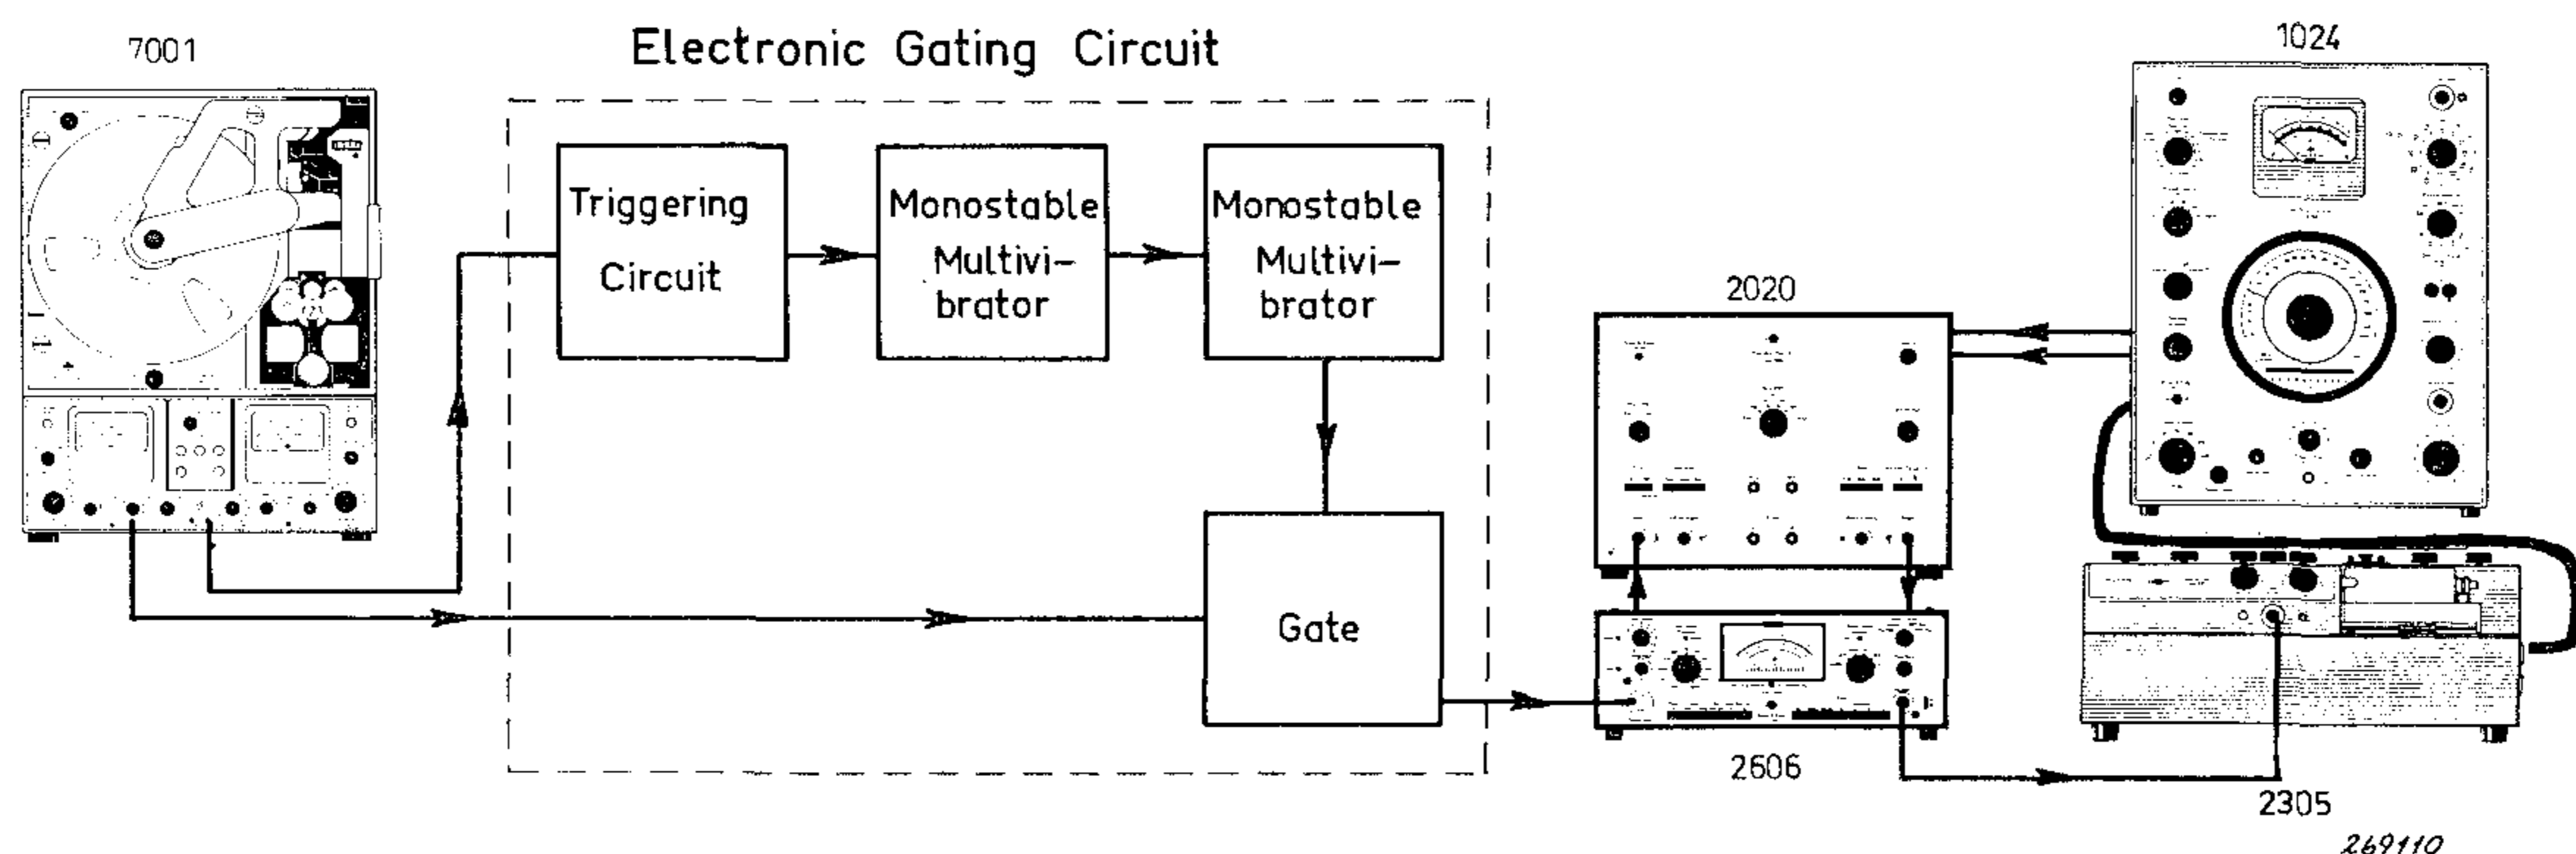 7001
Electronic Gating Circuit
1024
Triggering
Circuit
Monostable
Multivi-
brator
Monostable
Multivi-
brator
2020
Gate
2606
2305
269110